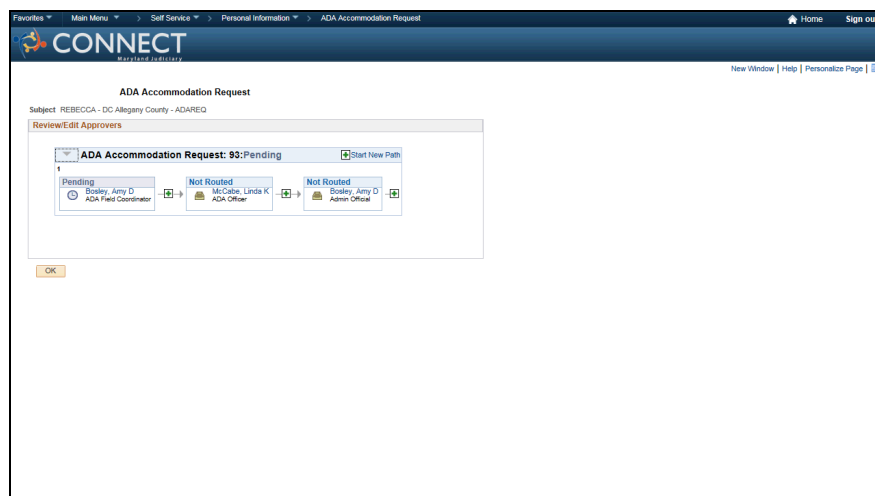 Favorites Main Menu > Self Service > Personal Information > ADA Accommodation Request Home Sign ou
CONNECT
Maryland Judiciary
New Window | Help | Personalize Page |
ADA Accommodation Request
Subject REBECCA - DC Allegany County - ADAREQ
Review/Edit Approvers
ADA Accommodation Request: 93:Pending Start New Path
1
Pending Not Routed Not Routed
Bosley, Amy D McCabe, Linda K Bosley, Amy D
ADA Field Coordinator ADA Officer Admin Official
OK